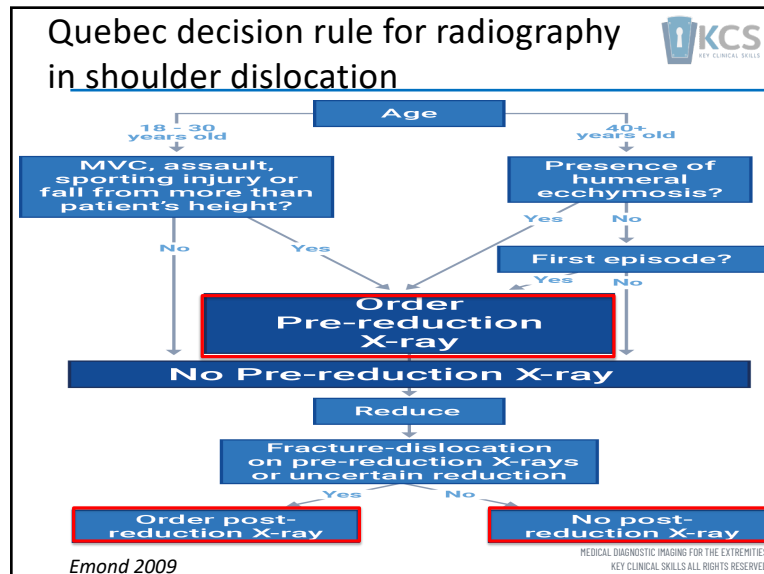 Quebec decision rule for radiography
in shoulder dislocation
KCS
KEY CLINICAL SKILLS
Age
18 - 30
years old
40+
years old
MVC, assault,
sporting injury or
fall from more than
patient's height?
Presence of
humeral
ecchymosis?
No
Yes
Yes
No
First episode?
Yes
No
Order
Pre-reduction
X-ray
No Pre-reduction X-ray
Reduce
Fracture-dislocation
on pre-reduction X-rays
or uncertain reduction
Yes
No
Order post-
reduction X-ray
No post-
reduction X-ray
Emond 2009
MEDICAL DIAGNOSTIC IMAGING FOR THE EXTREMITIES
KEY CLINICAL SKILLS ALL RIGHTS RESERVE